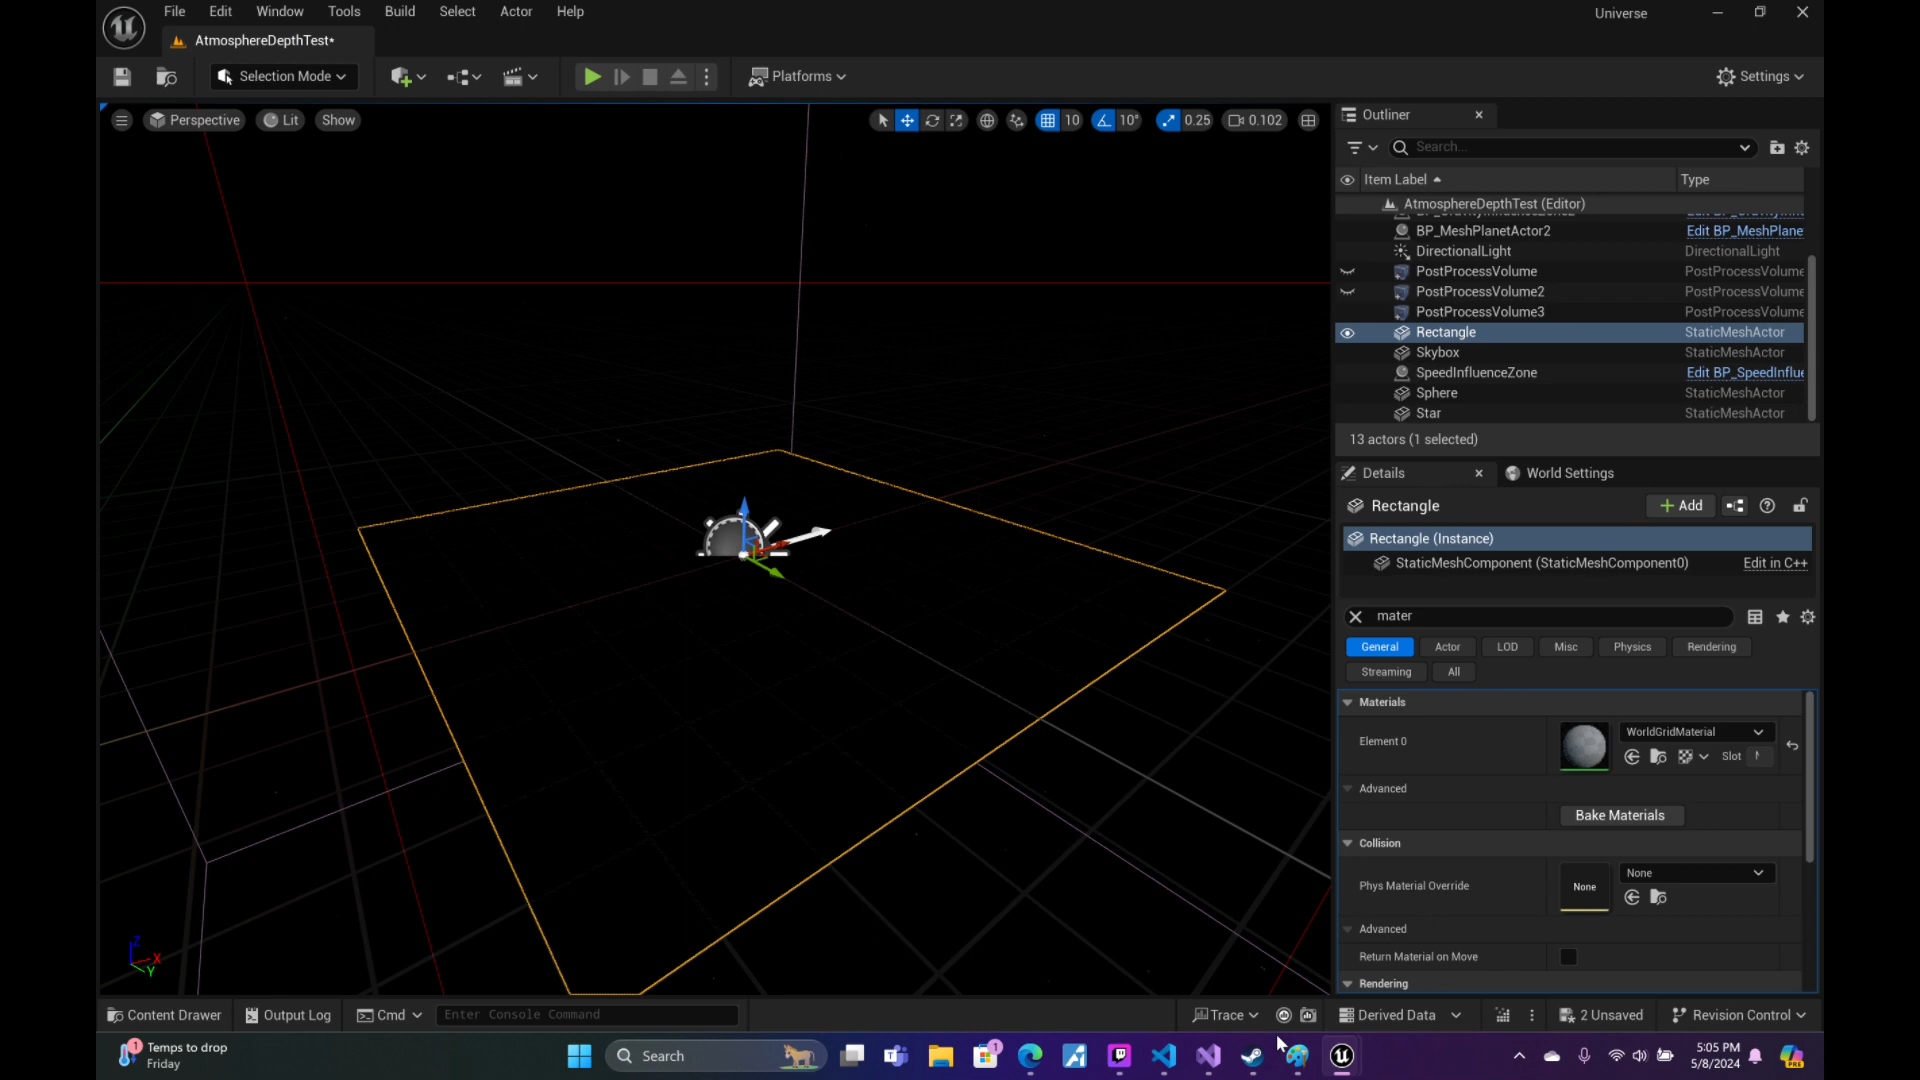 File Edit Window Tools Build Select Actor Help
Universe
AtmosphereDepthTest*
Selection Mode
Platforms
Settings
Perspective Lit Show
10 10° 0.25 0.102
Outliner
Search...
Item Label Type
AtmosphereDepthTest (Editor)
BP_MeshPlanetActor2 Edit BP_MeshPlane
DirectionalLight DirectionalLight
PostProcessVolume PostProcessVolume
PostProcessVolume2 PostProcessVolume
PostProcessVolume3 PostProcessVolume
Rectangle StaticMeshActor
Skybox StaticMeshActor
SpeedInfluenceZone Edit BP_SpeedInflue
Sphere StaticMeshActor
Star StaticMeshActor
13 actors (1 selected)
Details World Settings
Rectangle
Add
Rectangle (Instance)
StaticMeshComponent (StaticMeshComponent0) Edit in C++
mater
General Actor LOD Misc Physics Rendering
Streaming All
Materials
Element 0
WorldGridMaterial
Slot
Advanced
Bake Materials
Collision
Phys Material Override
None
None
Advanced
Return Material on Move
Rendering
Z
X
Y
Content Drawer Output Log Cmd Enter Console Command
Trace Derived Data 2 Unsaved Revision Control
1
Temps to drop
Friday
Search
1
5:05 PM
5/8/2024
PRE